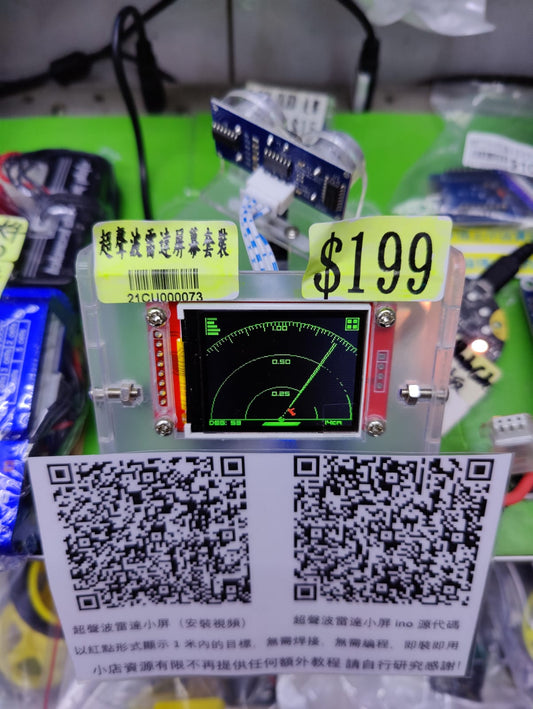 超聲波雷達屏幕套裝
21CU000073
$199
1.00
0.50
0.25
DEG: 53
14CM
超聲波雷達小屏 (安裝視頻)
超聲波雷達小屏 ino 源代碼
以紅點形式顯示 1 米內的目標, 無需焊接, 無需編程, 即裝即用
小店資源有限不再提供任何額外教程 請自行研究感謝!